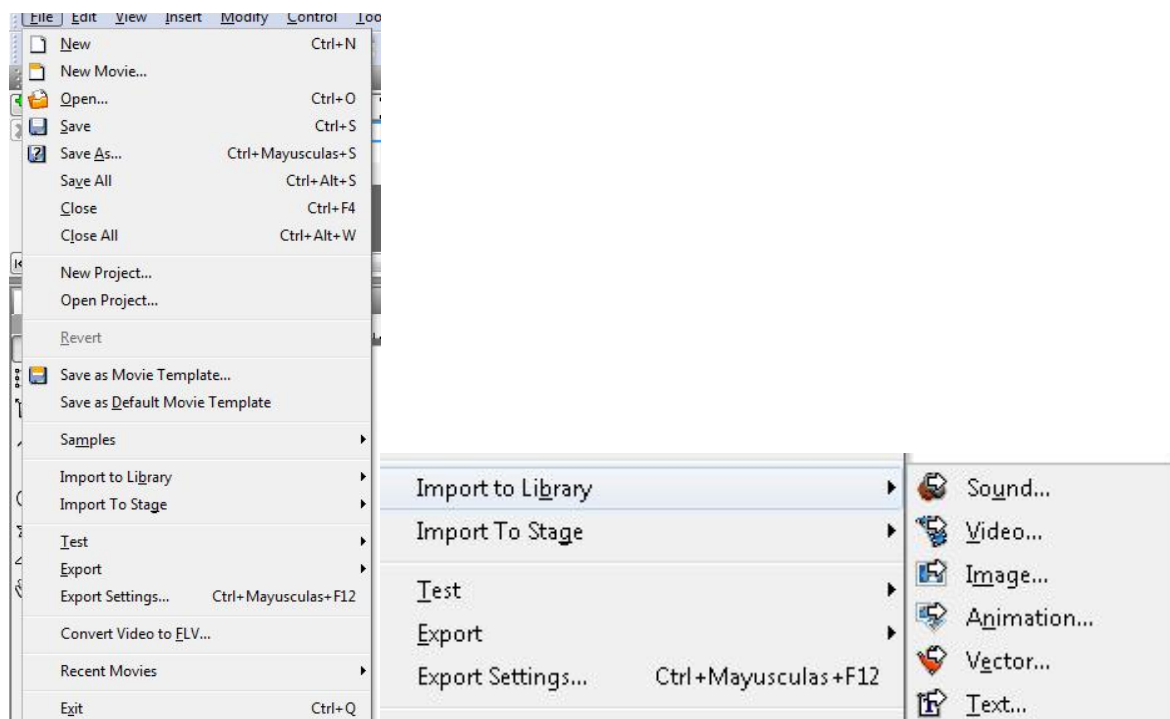 File Edit View Insert Modify Control Too
New Ctrl+N
New Movie...
Open... Ctrl+O
Save Ctrl+S
Save As... Ctrl+Mayusculas+S
Save All Ctrl+Alt+S
Close Ctrl+F4
Close All Ctrl+Alt+W
New Project...
Open Project...
Revert
Save as Movie Template...
Save as Default Movie Template
Samples
Import to Library
Import To Stage
Test
Export
Export Settings... Ctrl+Mayusculas+F12
Convert Video to FLV...
Recent Movies
Exit Ctrl+Q
Import to Library
Import To Stage
Test
Export
Export Settings... Ctrl+Mayusculas+F12
Sound...
Video...
Image...
Animation...
Vector...
Text...